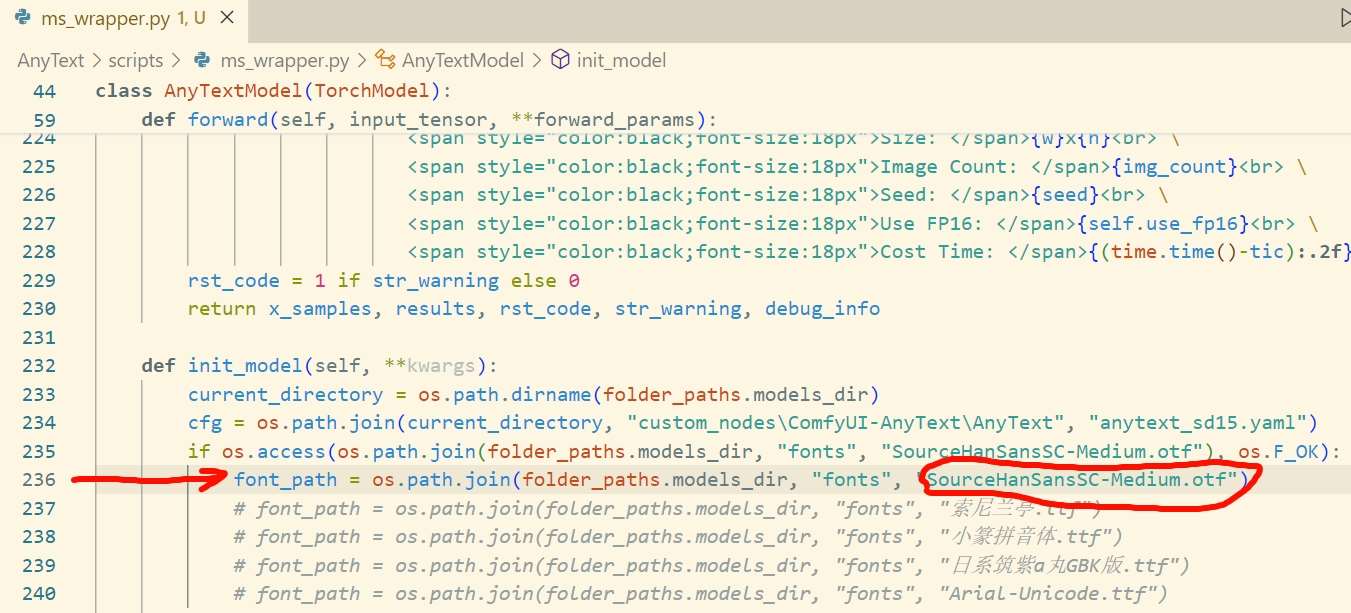 ms_wrapper.py 1, U
AnyText > scripts > ms_wrapper.py > AnyTextModel > init_model
44 class AnyTextModel(TorchModel):
59 def forward(self, input_tensor, **forward_params):
224 <span style="color:black;font-size:18px">Size: </span>{w}x{h}<br> \
225 <span style="color:black;font-size:18px">Image Count: </span>{img_count}<br> \
226 <span style="color:black;font-size:18px">Seed: </span>{seed}<br> \
227 <span style="color:black;font-size:18px">Use FP16: </span>{self.use_fp16}<br> \
228 <span style="color:black;font-size:18px">Cost Time: </span>{(time.time()-tic):.2f}
229 rst_code = 1 if str_warning else 0
230 return x_samples, results, rst_code, str_warning, debug_info
231
232 def init_model(self, **kwargs):
233 current_directory = os.path.dirname(folder_paths.models_dir)
234 cfg = os.path.join(current_directory, "custom_nodes\ComfyUI-AnyText\AnyText", "anytext_sd15.yaml")
235 if os.access(os.path.join(folder_paths.models_dir, "fonts", "SourceHanSansSC-Medium.otf"), os.F_OK):
236 font_path = os.path.join(folder_paths.models_dir, "fonts", "SourceHanSansSC-Medium.otf")
237 # font_path = os.path.join(folder_paths.models_dir, "fonts", "索尼兰亭.ttf")
238 # font_path = os.path.join(folder_paths.models_dir, "fonts", "小篆拼音体.ttf")
239 # font_path = os.path.join(folder_paths.models_dir, "fonts", "日系筑紫a丸GBK版.ttf")
240 # font_path = os.path.join(folder_paths.models_dir, "fonts", "Arial-Unicode.ttf")